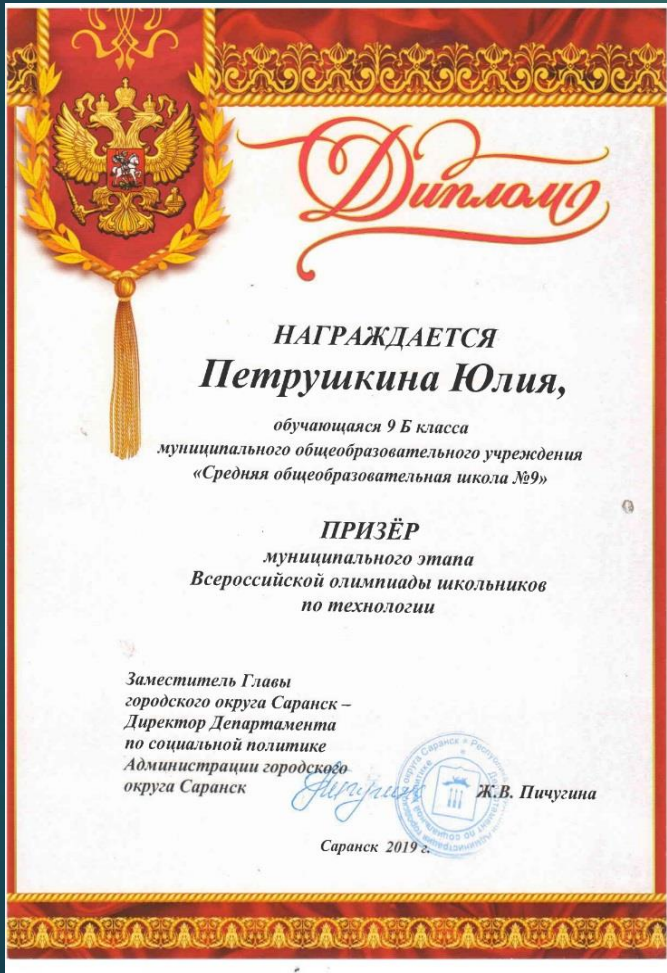 Диплом
НАГРАЖДАЕТСЯ
Петрушкина Юлия,
обучающаяся 9 Б класса
муниципального общеобразовательного учреждения
«Средняя общеобразовательная школа №9»
ПРИЗЁР
муниципального этапа
Всероссийской олимпиады школьников
по технологии
Заместитель Главы
городского округа Саранск –
Директор Департамента
по социальной политике
Администрации городского
округа Саранск
Ж.В. Пичугина
Саранск 2019 г.